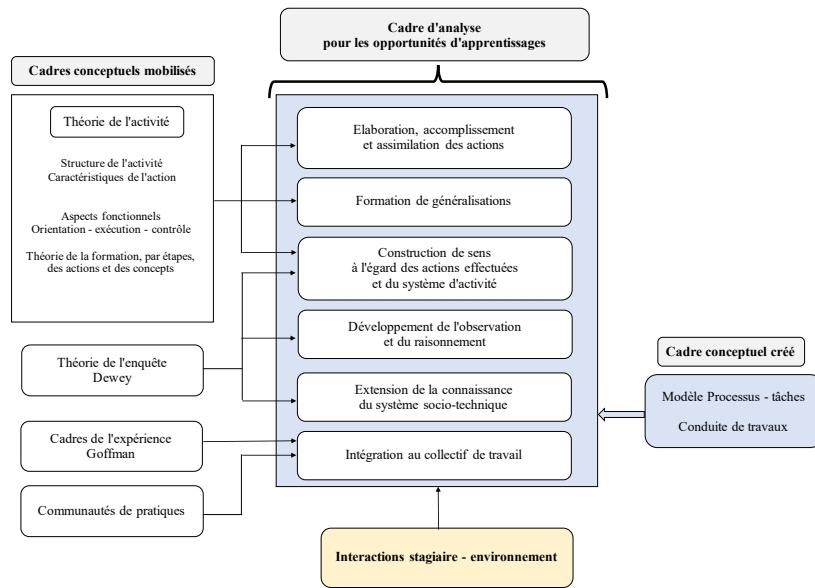 Cadre d'analyse
pour les opportunités d'apprentissages
Cadres conceptuels mobilisés
Théorie de l'activité
Structure de l'activité
Caractéristiques de l'action
Aspects fonctionnels
Orientation - exécution - contrôle
Théorie de la formation, par étapes,
des actions et des concepts
Théorie de l'enquête
Dewey
Cadres de l'expérience
Goffman
Communautés de pratiques
Elaboration, accomplissement
et assimilation des actions
Formation de généralisations
Construction de sens
à l'égard des actions effectuées
et du système d'activité
Développement de l'observation
et du raisonnement
Extension de la connaissance
du système socio-technique
Intégration au collectif de travail
Cadre conceptuel créé
Modèle Processus - tâches
Conduite de travaux
Interactions stagiaire - environnement